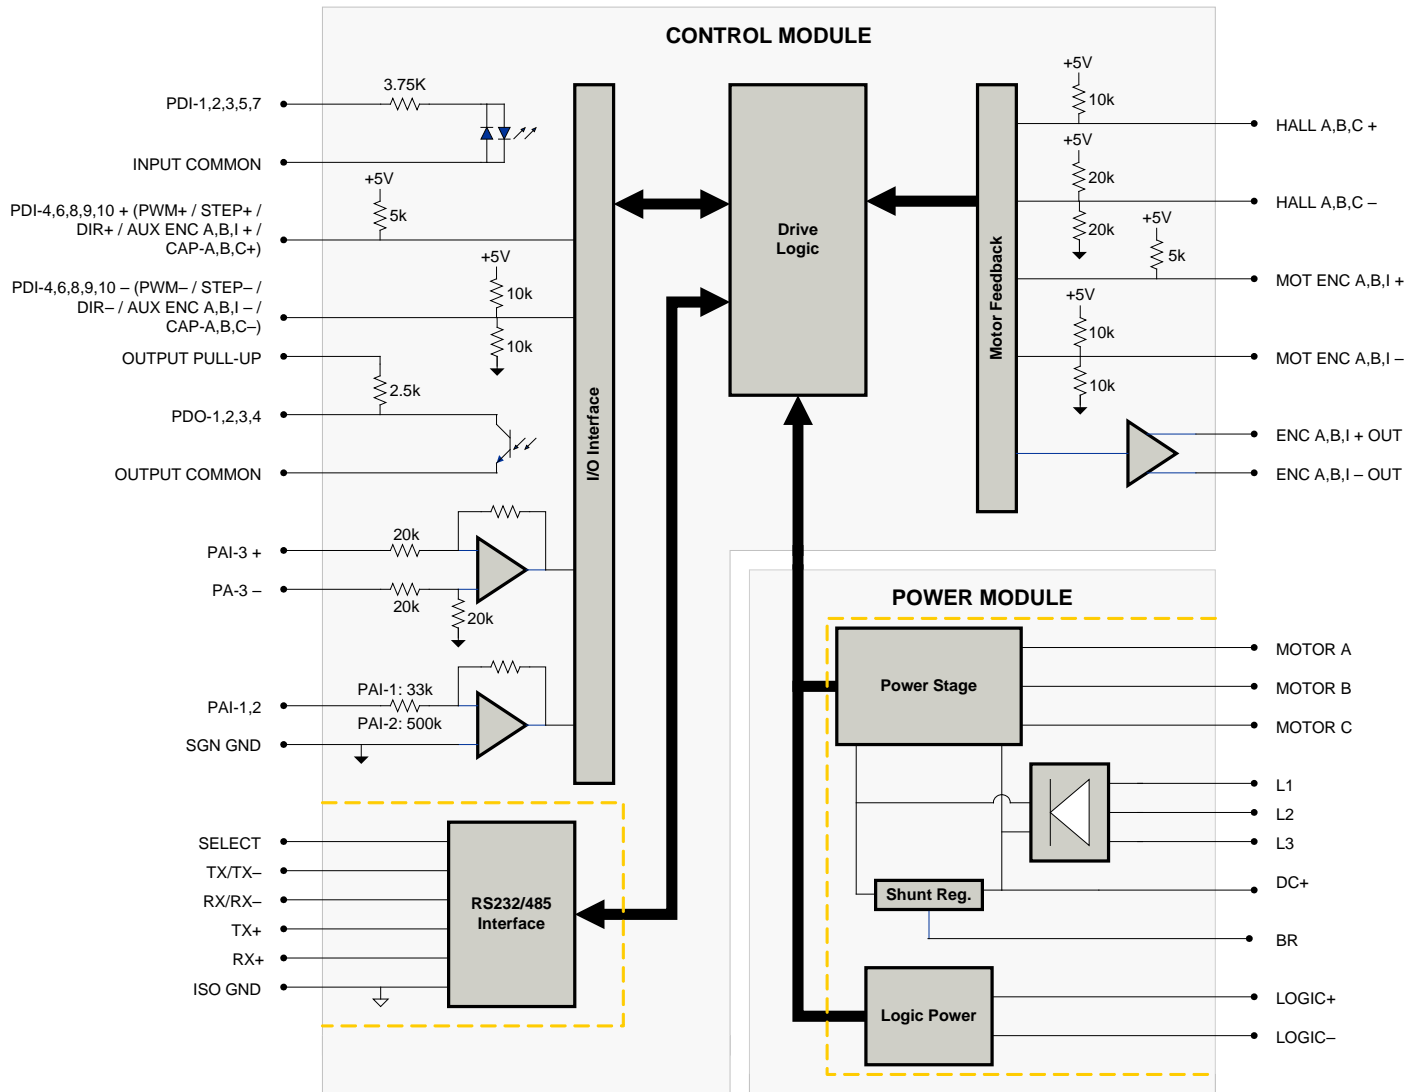 CONTROL MODULE
PDI-1,2,3,5,7
3.75K
INPUT COMMON
+5V
5k
PDI-4,6,8,9,10 + (PWM+ / STEP+ /
DIR+ / AUX ENC A,B,I + /
CAP-A,B,C+)
+5V
10k
10k
PDI-4,6,8,9,10 – (PWM– / STEP– /
DIR– / AUX ENC A,B,I – /
CAP-A,B,C–)
OUTPUT PULL-UP
2.5k
PDO-1,2,3,4
OUTPUT COMMON
PAI-3 +
20k
PA-3 –
20k
20k
PAI-1: 33k
PAI-1,2
PAI-2: 500k
SGN GND
I/O Interface
Drive
Logic
Motor Feedback
+5V
10k
HALL A,B,C +
+5V
20k
HALL A,B,C –
20k
+5V
5k
MOT ENC A,B,I +
+5V
10k
MOT ENC A,B,I –
10k
ENC A,B,I + OUT
ENC A,B,I – OUT
SELECT
TX/TX–
RX/RX–
TX+
RX+
ISO GND
RS232/485
Interface
POWER MODULE
Power Stage
MOTOR A
MOTOR B
MOTOR C
L1
L2
L3
DC+
Shunt Reg.
BR
Logic Power
LOGIC+
LOGIC–